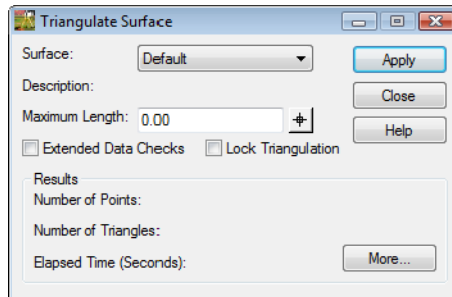 Triangulate Surface
Surface: Default Apply
Description: Close
Maximum Length: 0.00 Help
Extended Data Checks Lock Triangulation
Results
Number of Points:
Number of Triangles:
Elapsed Time (Seconds): More...